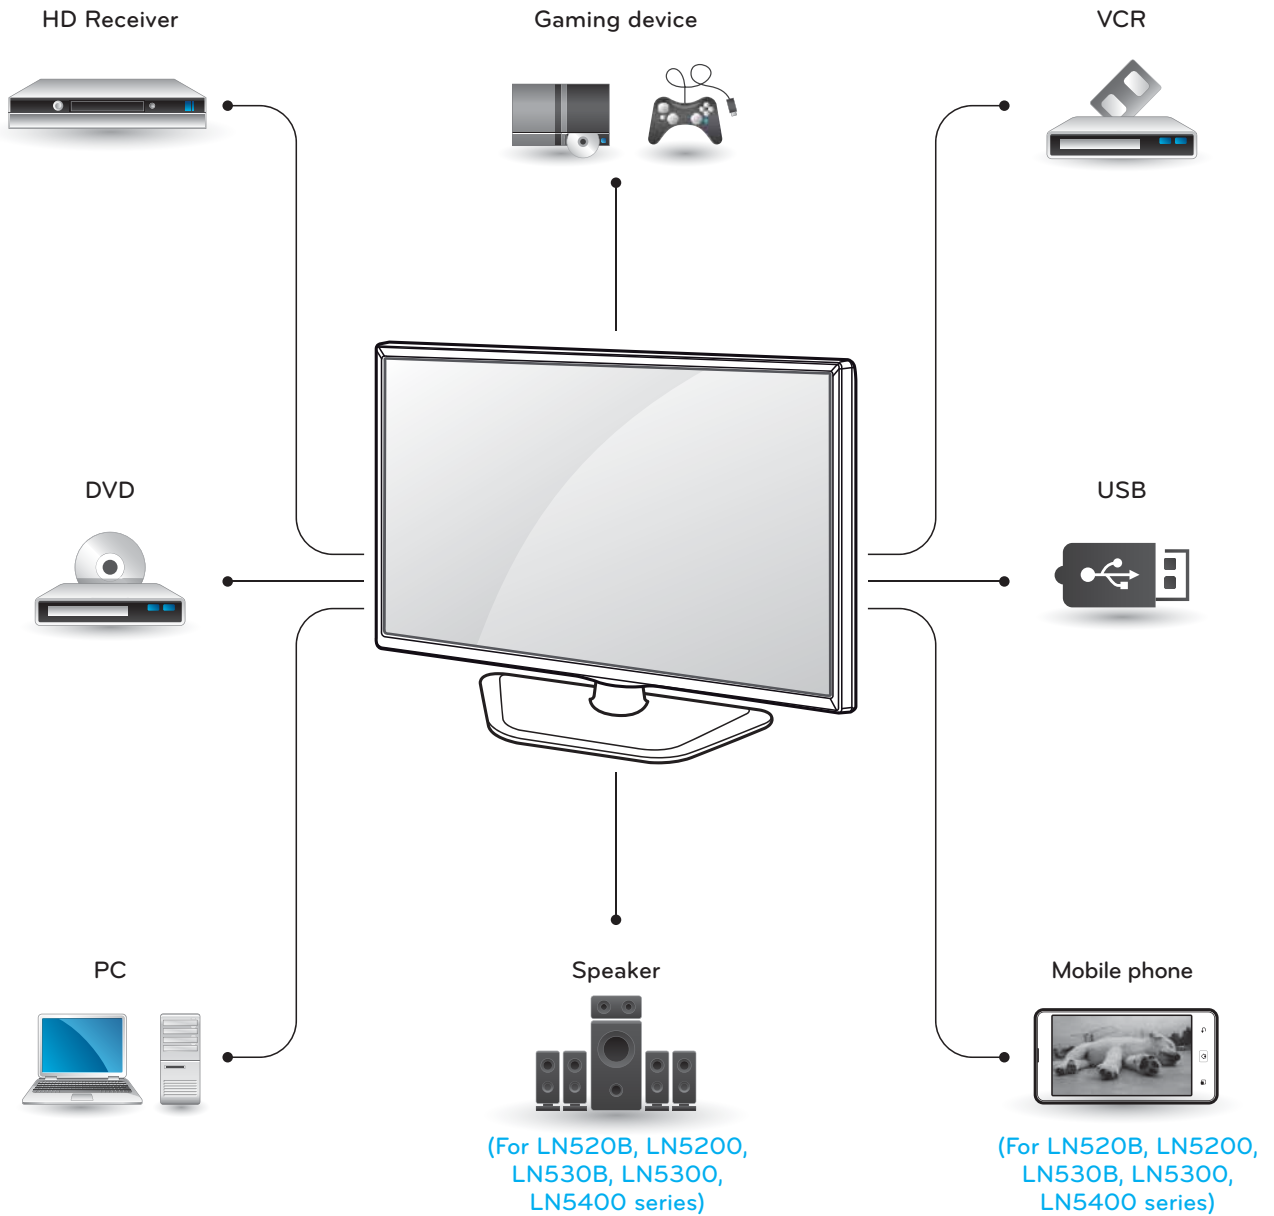 HD Receiver
Gaming device
VCR
DVD
USB
PC
Speaker
Mobile phone
(For LN520B, LN5200,
LN530B, LN5300,
LN5400 series)
(For LN520B, LN5200,
LN530B, LN5300,
LN5400 series)